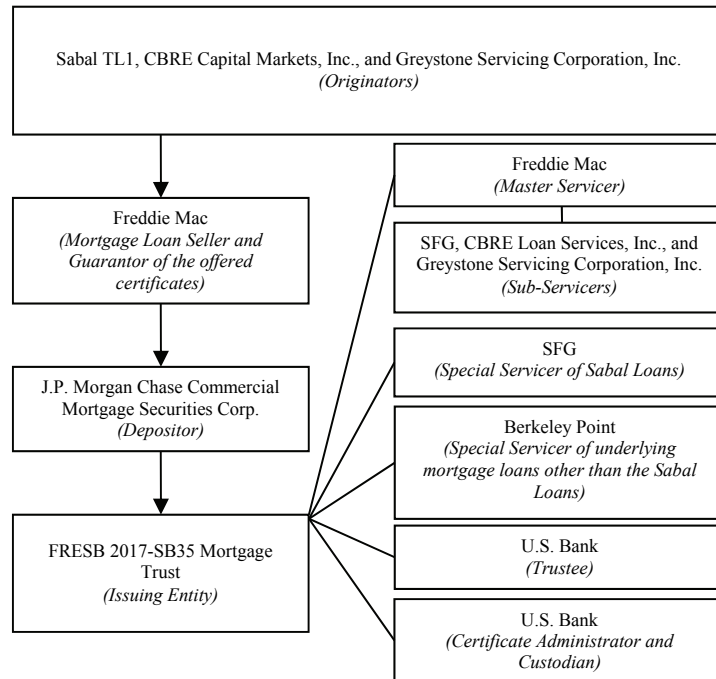 Sabal TL1, CBRE Capital Markets, Inc., and Greystone Servicing Corporation, Inc.
(Originators)
Freddie Mac
(Mortgage Loan Seller and
Guarantor of the offered
certificates)
J.P. Morgan Chase Commercial
Mortgage Securities Corp.
(Depositor)
FRESB 2017-SB35 Mortgage
Trust
(Issuing Entity)
Freddie Mac
(Master Servicer)
SFG, CBRE Loan Services, Inc., and
Greystone Servicing Corporation, Inc.
(Sub-Servicers)
SFG
(Special Servicer of Sabal Loans)
Berkeley Point
(Special Servicer of underlying
mortgage loans other than the Sabal
Loans)
U.S. Bank
(Trustee)
U.S. Bank
(Certificate Administrator and
Custodian)